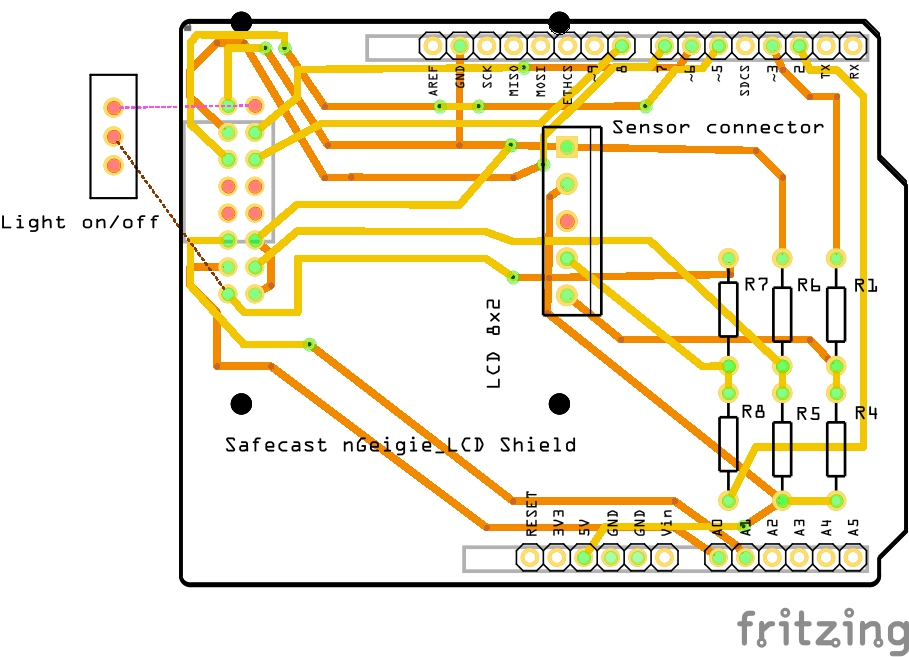 AREF
GND
SCK
MISO
MOSI
ETHCS
~9
8
7
~6
~5
SDCS
~3
2
TX
RX
Sensor connector
Light on/off
R7
R6
R1
LCD 8x2
R8
R5
R4
Safecast nGeigie_LCD Shield
RESET
3V3
5V
GND
GND
Vin
A0
A1
A2
A3
A4
A5
fritzing